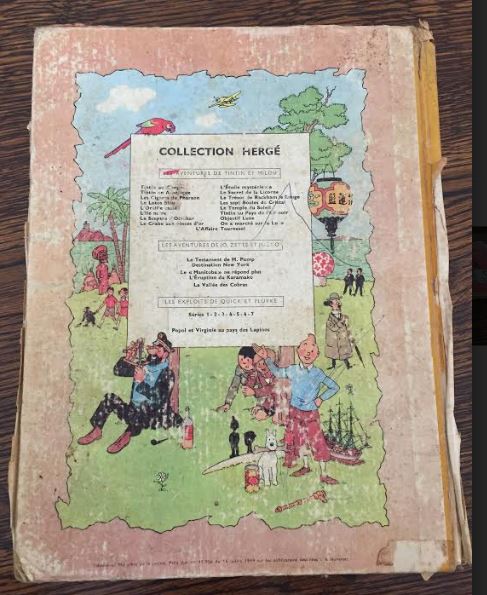 COLLECTION HERGÉ
AVENTURES DE TINTIN ET MILOU
Tintin au Congo
Tintin en Amérique
Les Cigares du Pharaon
Le Lotus Bleu
L'Oreille
L'Ile noire
Le Sceptre d'Ottokar
Le Crabe aux Pinces d'or
L'Étoile mystérieuse
Le Secret de la Licorne
Le Trésor de Rackham le Rouge
Les sept Boules de Cristal
Le Temple du Soleil
Tintin au Pays de l'or noir
Objectif Lune
On a marché sur la Lune
L'Affaire Tournesol
LES AVENTURES DE JO, ZETTE ET JOCKO
Le Testament de M. Pump
Destination New York
Le « Manitoba » ne répond plus
L'Éruption du Karamako
La Vallée des Cobras
LES EXPLOITS DE QUICK ET FLUPKE
Séries 1-2-3-4-5-6-7
Popol et Virginie au pays des Lapinos